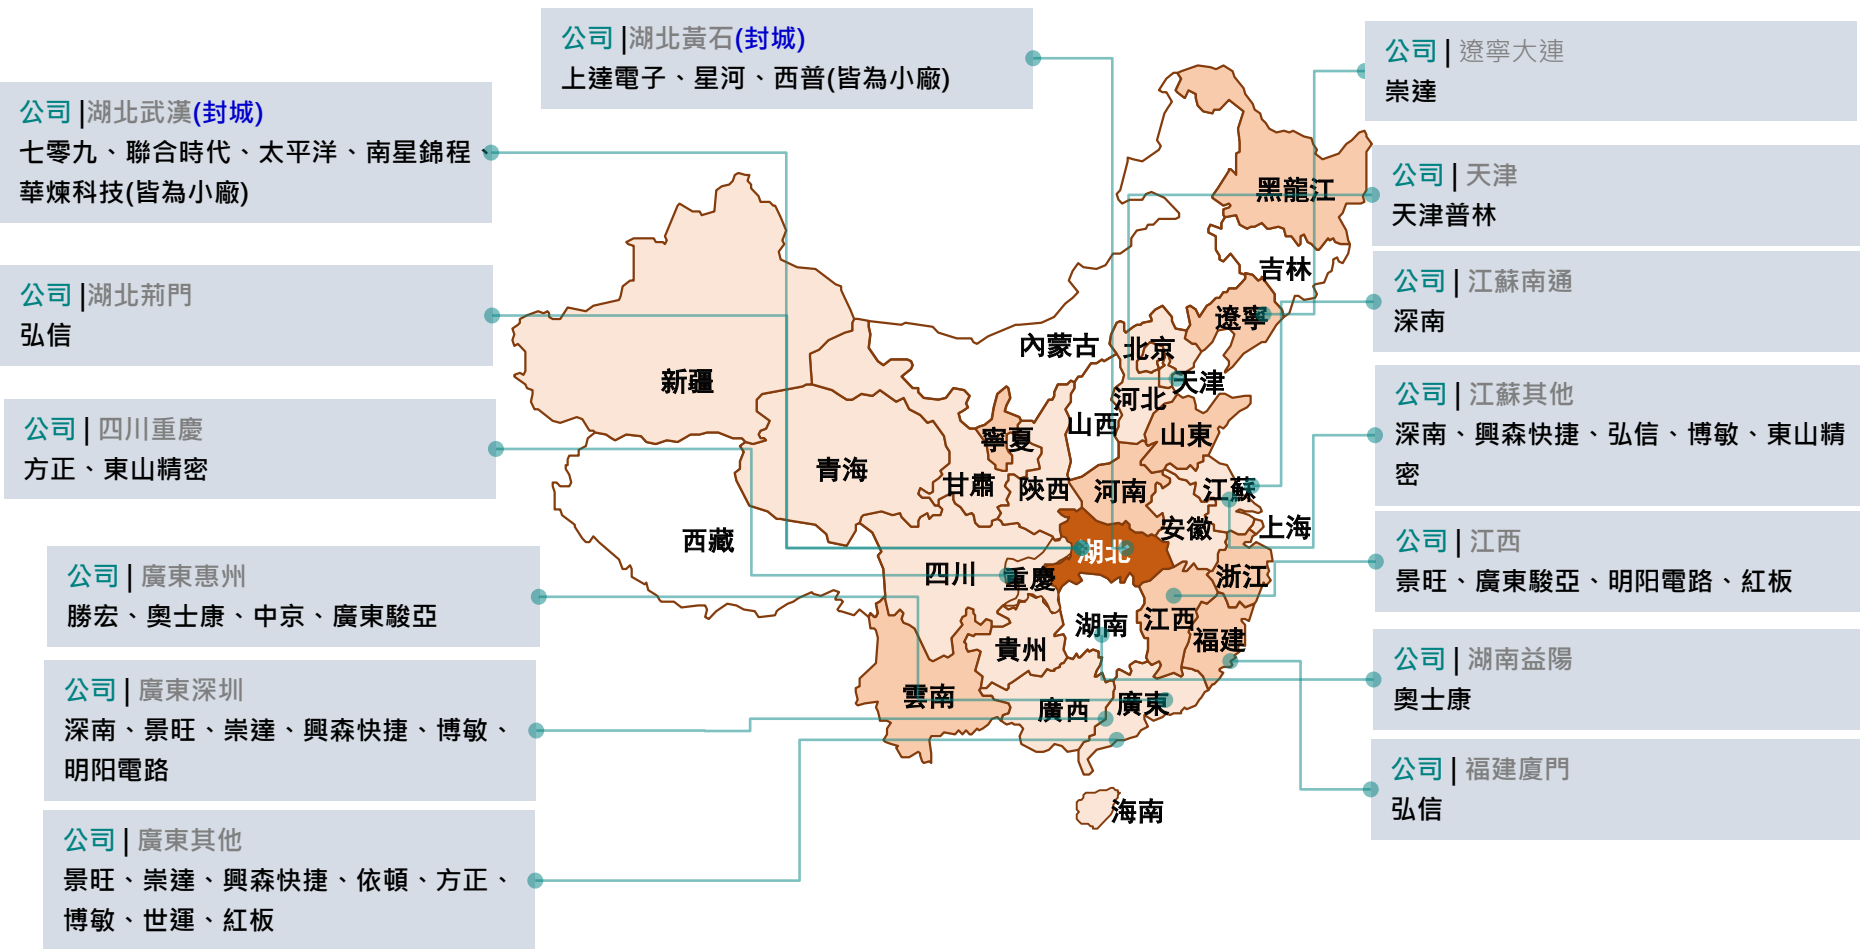 公司 |湖北黃石(封城)
上達電子、星河、西普(皆為小廠)
公司 |湖北武漢(封城)
七零九、聯合時代、太平洋、南星錦程、
華煉科技(皆為小廠)
公司 |湖北荊門
弘信
公司 | 四川重慶
方正、東山精密
公司 | 廣東惠州
勝宏、奧士康、中京、廣東駿亞
公司 | 廣東深圳
深南、景旺、崇達、興森快捷、博敏、
明阳電路
公司 | 廣東其他
景旺、崇達、興森快捷、依頓、方正、
博敏、世運、紅板
公司 | 遼寧大連
崇達
公司 | 天津
天津普林
公司 | 江蘇南通
深南
公司 | 江蘇其他
深南、興森快捷、弘信、博敏、東山精
密
公司 | 江西
景旺、廣東駿亞、明阳電路、紅板
公司 | 湖南益陽
奧士康
公司 | 福建廈門
弘信
黑龍江
吉林
遼寧
內蒙古
北京
天津
河北
新疆
山西
山東
寧夏
青海
甘肅
陝西
河南
江蘇
安徽
上海
西藏
湖北
四川
重慶
浙江
湖南
江西
福建
貴州
雲南
廣西
廣東
海南